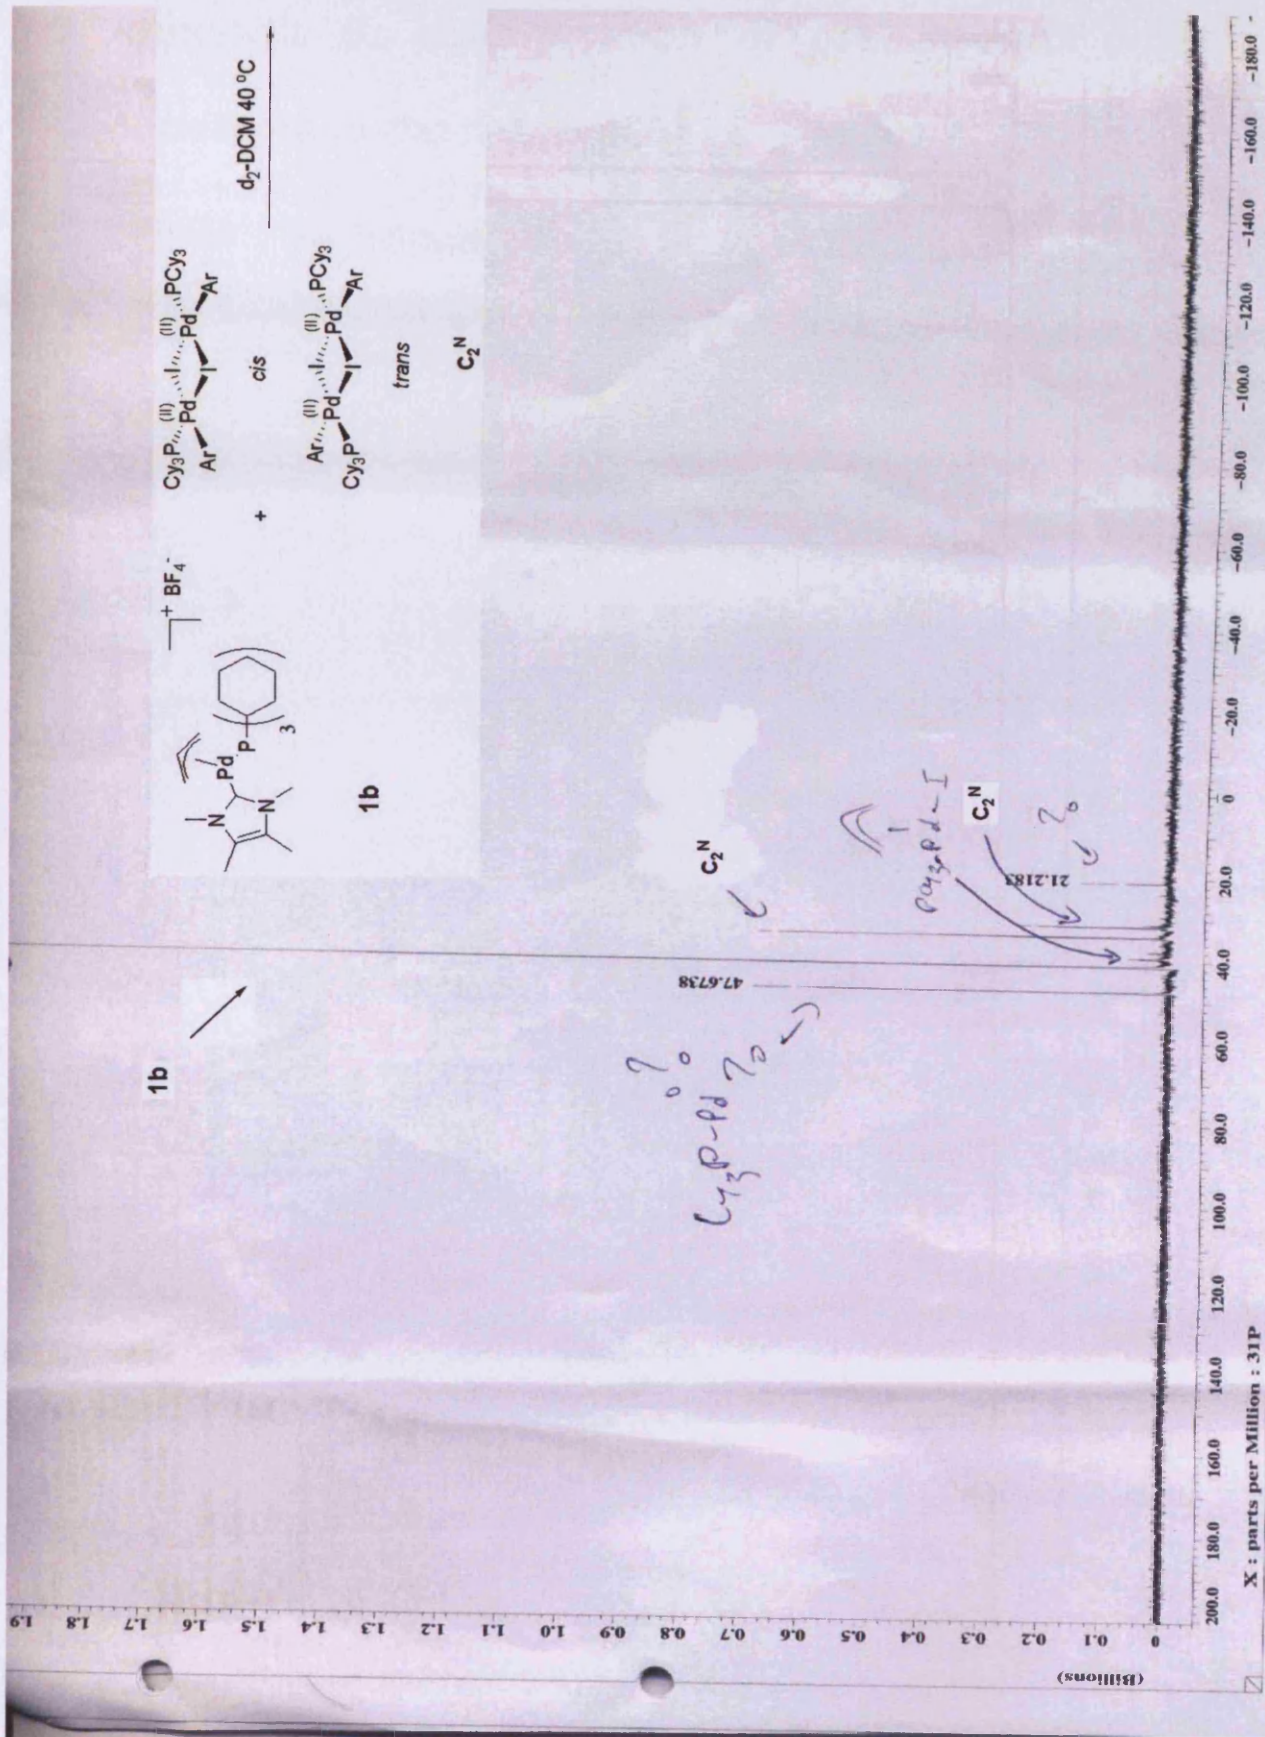 1b
+ BF4-
N
N
Pd
P
3
1b
+
Cy3P
(II)
Pd
I
(II)
Pd
PCy3
Ar
I
Ar
cis
Ar
(II)
Pd
I
(II)
Pd
PCy3
Cy3P
I
Ar
trans
C2N
d2-DCM 40 °C
C2N
47.6738
Cy3P-Pd ?
PCy3Pd-I
C2N
21.2183
?
(Billions)
1.9
1.8
1.7
1.6
1.5
1.4
1.3
1.2
1.1
1.0
0.9
0.8
0.7
0.6
0.5
0.4
0.3
0.2
0.1
0
200.0 180.0 160.0 140.0 120.0 100.0 80.0 60.0 40.0 20.0 0 -20.0 -40.0 -60.0 -80.0 -100.0 -120.0 -140.0 -160.0 -180.0 -
X : parts per Million : 31P